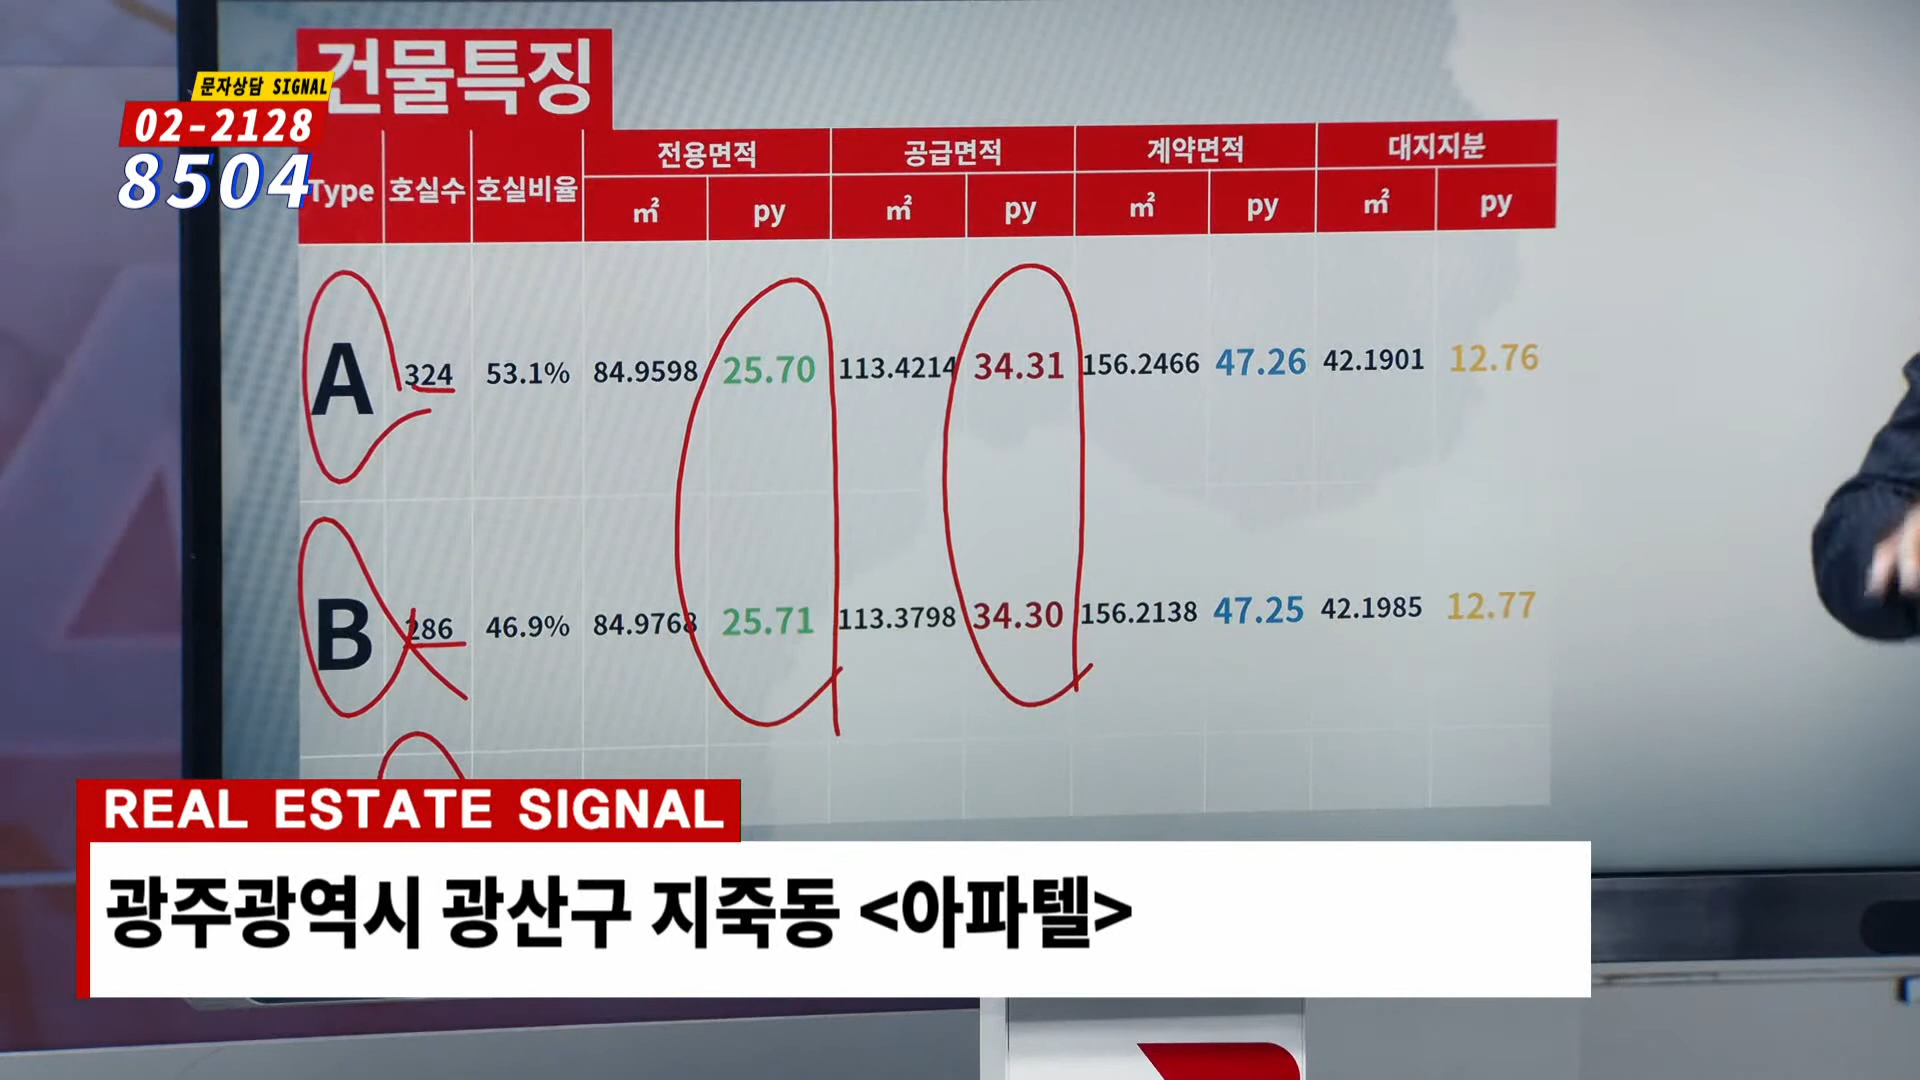 건물특징
문자상담 SIGNAL
02-2128
8504
Type 호실수 호실비율 전용면적 공급면적 계약면적 대지지분
㎡ py ㎡ py ㎡ py ㎡ py
A 324 53.1% 84.9598 25.70 113.4214 34.31 156.2466 47.26 42.1901 12.76
B 286 46.9% 84.9768 25.71 113.3798 34.30 156.2138 47.25 42.1985 12.77
REAL ESTATE SIGNAL
광주광역시 광산구 지죽동 <아파텔>